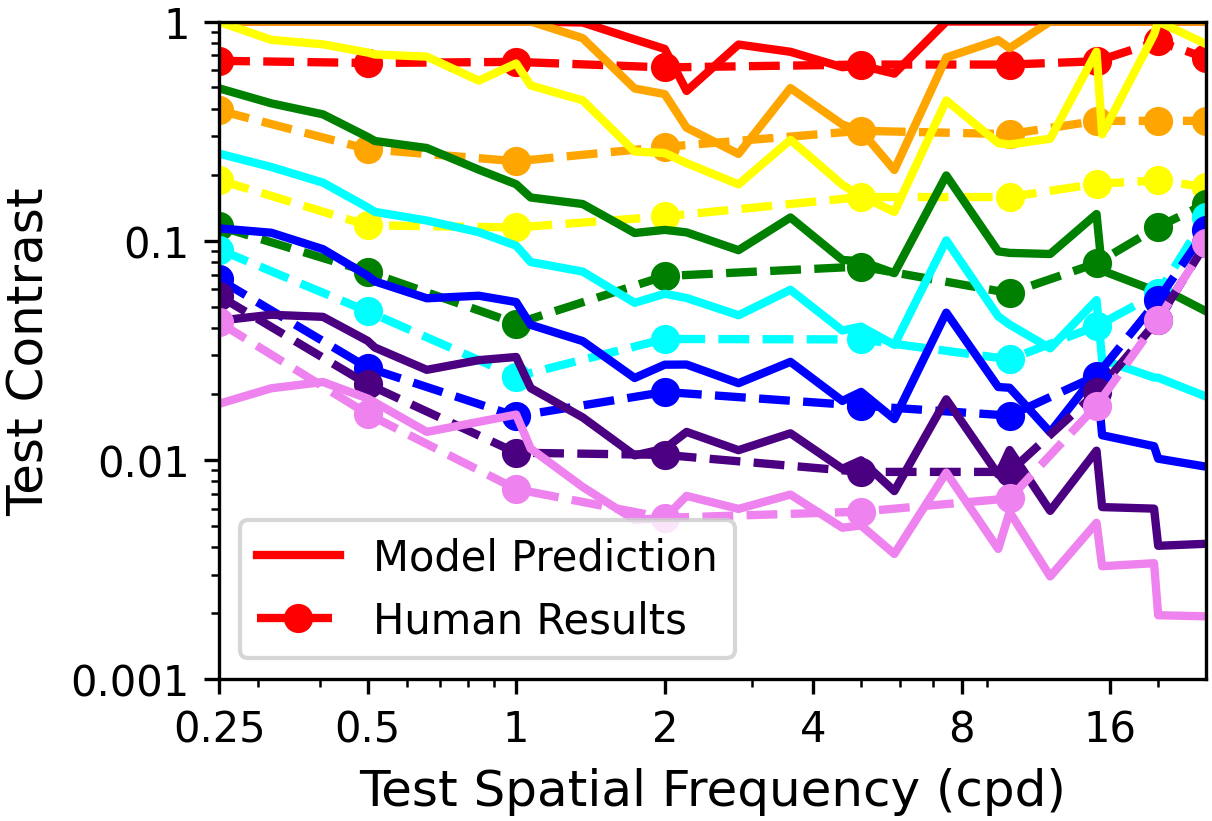 1
0.1
0.01
0.001
Test Contrast
Model Prediction
Human Results
0.25 0.5 1 2 4 8 16
Test Spatial Frequency (cpd)